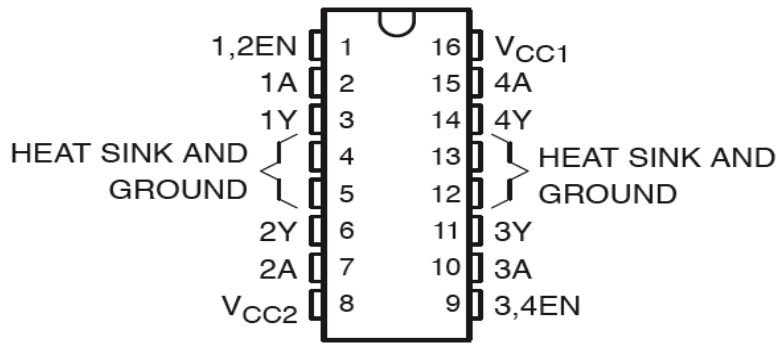 1,2EN 1 16 VCC1
1A 2 15 4A
1Y 3 14 4Y
HEAT SINK AND 4 13 HEAT SINK AND
GROUND 5 12 GROUND
2Y 6 11 3Y
2A 7 10 3A
VCC2 8 9 3,4EN